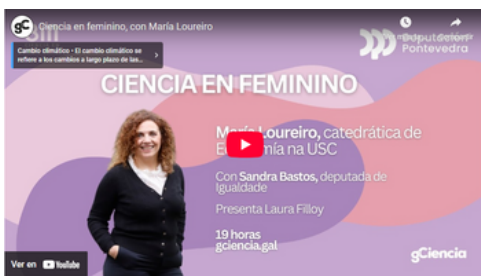 gC
Ciencia en feminino, con María Loureiro
Cambio climático • El cambio climático se
refiere a los cambios a largo plazo de las...
Deputación
Pontevedra
CIENCIA EN FEMININO
María Loureiro, catedrática de
Economía na USC
Con Sandra Bastos, deputada de
Igualdade
Presenta Laura Filloy
19 horas
gciencia.gal
Ver en YouTube
gCiencia